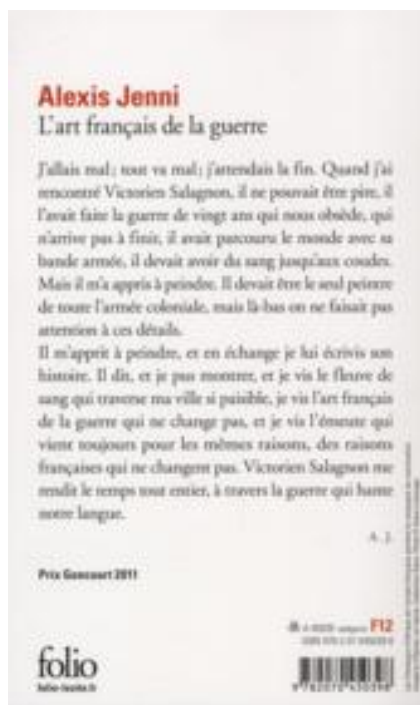 Alexis Jenni
L'art français de la guerre
J'allais mal ; tout va mal ; j'attendais la fin. Quand j'ai
rencontré Victorien Salagnon, il ne pouvait être pire, il
l'avait faite la guerre de vingt ans qui nous obsède, qui
n'arrive pas à finir, il avait parcouru le monde avec sa
bande armée, il devait avoir du sang jusqu'aux coudes.
Mais il m'a appris à peindre. Il devait être le seul peintre
de toute l'armée coloniale, mais là-bas on ne faisait pas
attention à ces détails.
Il m'apprit à peindre, et en échange je lui écrivis son
histoire. Il dit, et je pus montrer, et je vis le fleuve de
sang qui traverse ma ville si paisible, je vis l'art français
de la guerre qui ne change pas, et je vis l'émeute qui
vient toujours pour les mêmes raisons, des raisons
françaises qui ne changent pas. Victorien Salagnon me
rendit le temps tout entier, à travers la guerre qui hante
notre langue.
A. J.
Prix Goncourt 2011
F12
folio
folio-lesite.fr
9 782070 450398